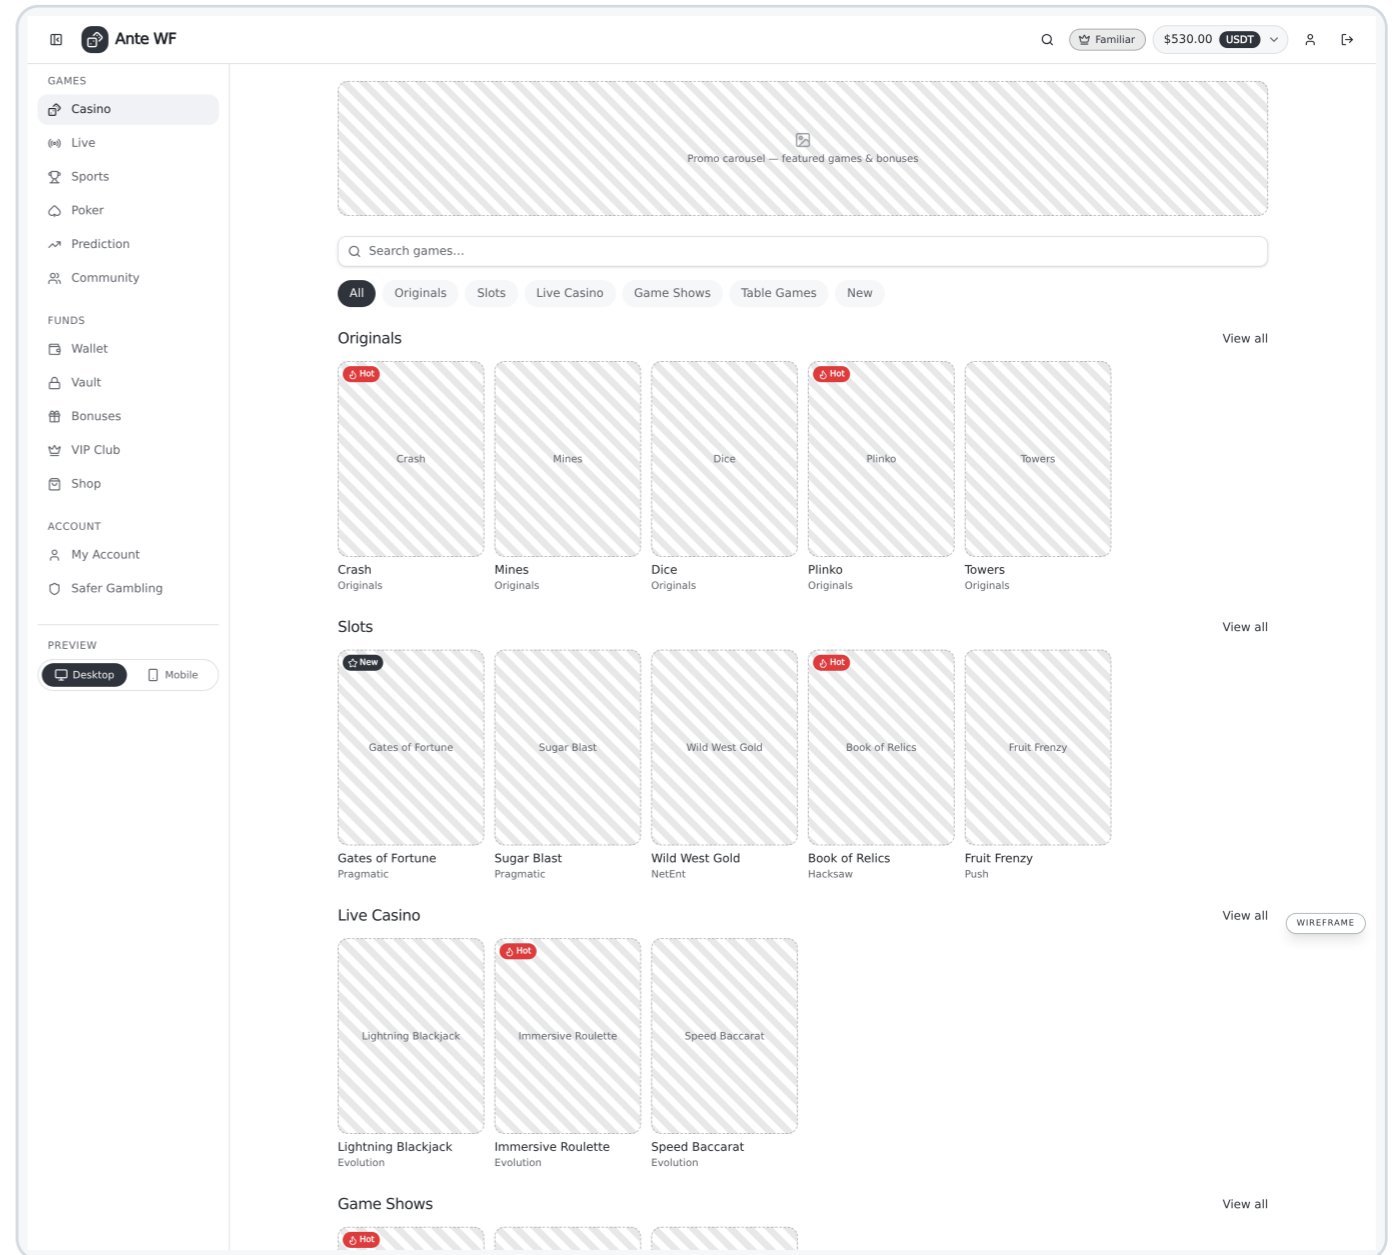 Ante WF
Familiar
$530.00 USDT
GAMES
Casino
Live
Sports
Poker
Prediction
Community
FUNDS
Wallet
Vault
Bonuses
VIP Club
Shop
ACCOUNT
My Account
Safer Gambling
PREVIEW
Desktop Mobile
Promo carousel — featured games & bonuses
Search games...
All Originals Slots Live Casino Game Shows Table Games New
Originals View all
Hot Hot
Crash Mines Dice Plinko Towers
Crash Mines Dice Plinko Towers
Originals Originals Originals Originals Originals
Slots View all
New Hot
Gates of Fortune Sugar Blast Wild West Gold Book of Relics Fruit Frenzy
Gates of Fortune Sugar Blast Wild West Gold Book of Relics Fruit Frenzy
Pragmatic Pragmatic NetEnt Hacksaw Push
Live Casino View all
WIREFRAME
Hot
Lightning Blackjack Immersive Roulette Speed Baccarat
Lightning Blackjack Immersive Roulette Speed Baccarat
Evolution Evolution Evolution
Game Shows View all
Hot